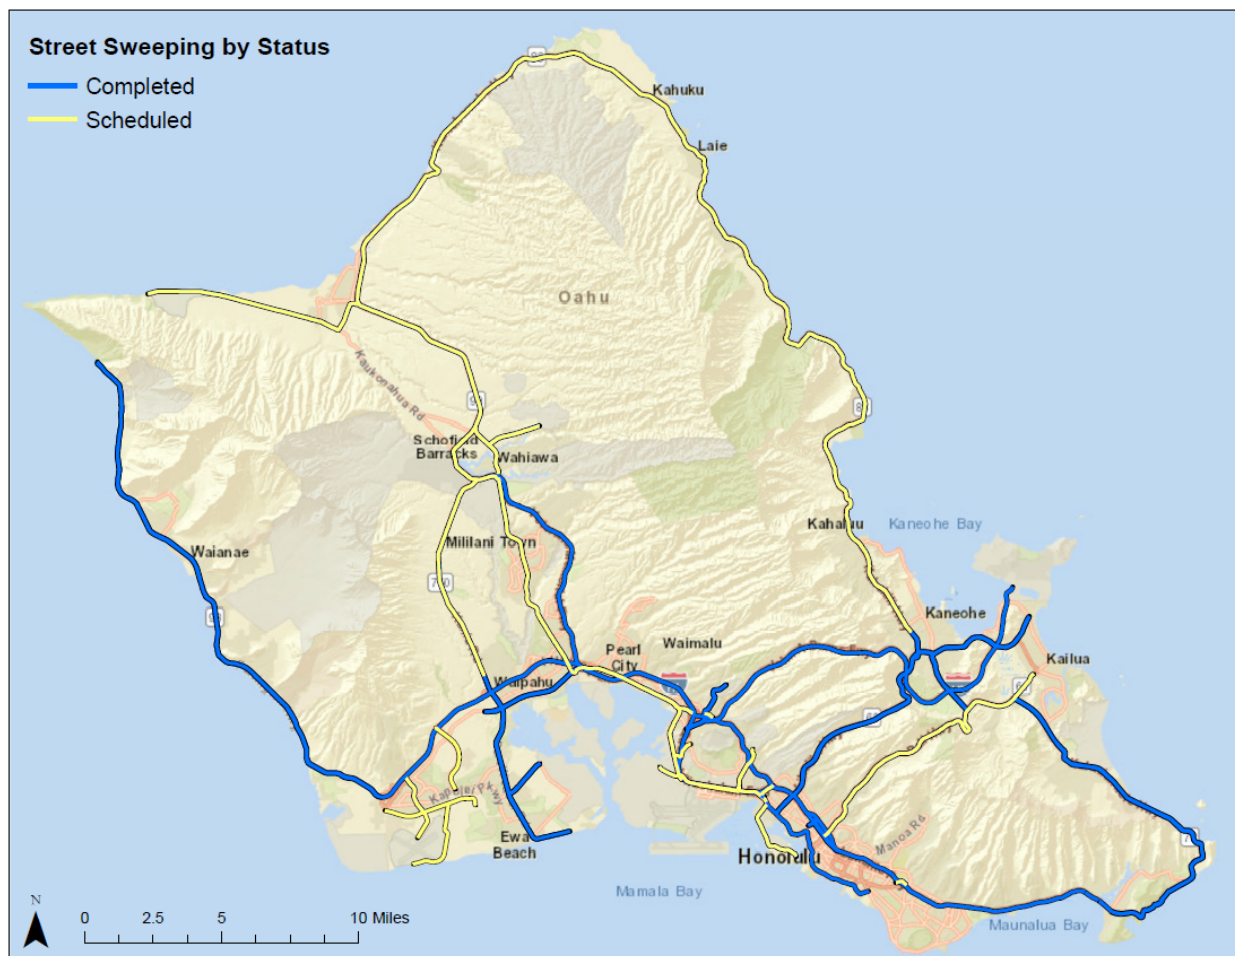 Street Sweeping by Status
Completed
Scheduled
Kahuku
Laie
Oahu
Kaukonahua Rd
Schofield
Barracks
Wahiawa
Kahaluu
Kaneohe Bay
Mililani Town
Waianae
Kaneohe
Waimalu
Pearl
City
Kailua
Waipahu
Kapolei Pkwy
Ewa
Beach
Manoa Rd
Honolulu
Mamala Bay
Maunalua Bay
N
0 2.5 5 10 Miles